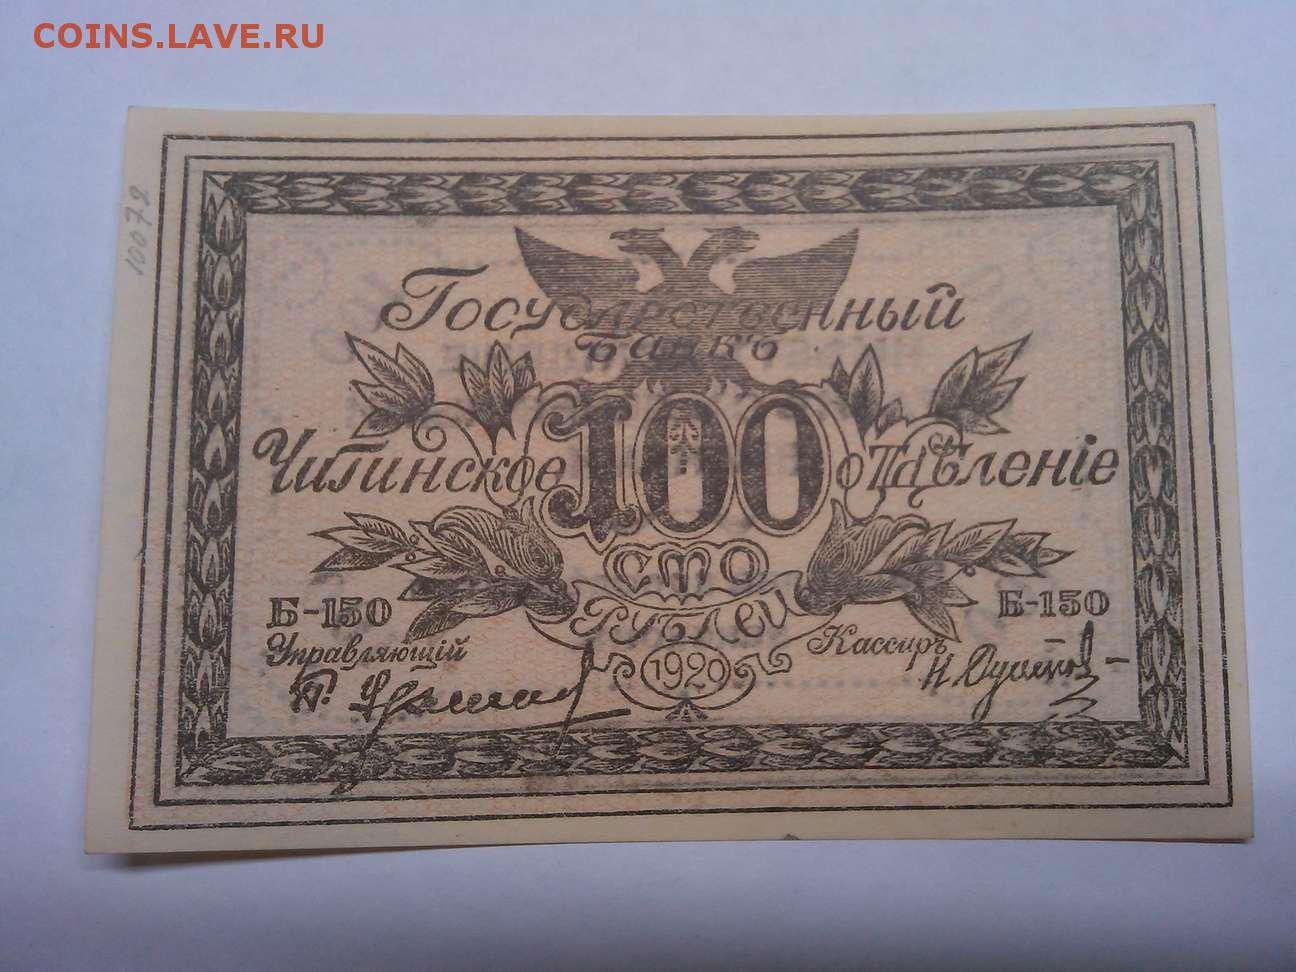 COINS.LAVE.RU
10072
Государственный
Банкъ
Читинское 100 отдѣленіе
сто
Рублей
Б-150 Б-150
Управляющій Кассиръ
1920